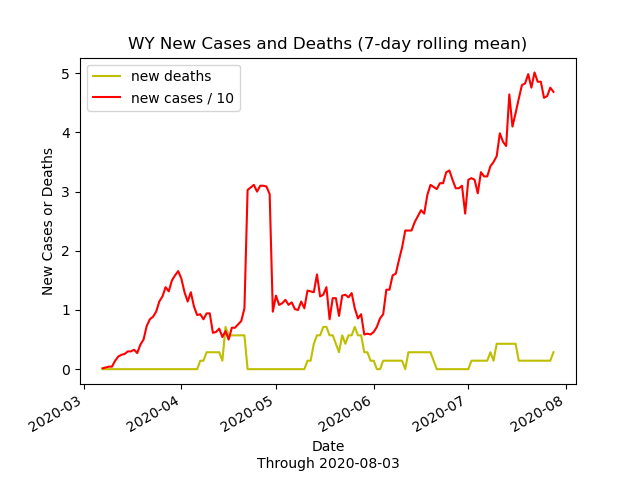 WY New Cases and Deaths (7-day rolling mean)
new deaths
new cases / 10
New Cases or Deaths
5
4
3
2
1
0
2020-03
2020-04
2020-05
2020-06
2020-07
2020-08
Date
Through 2020-08-03